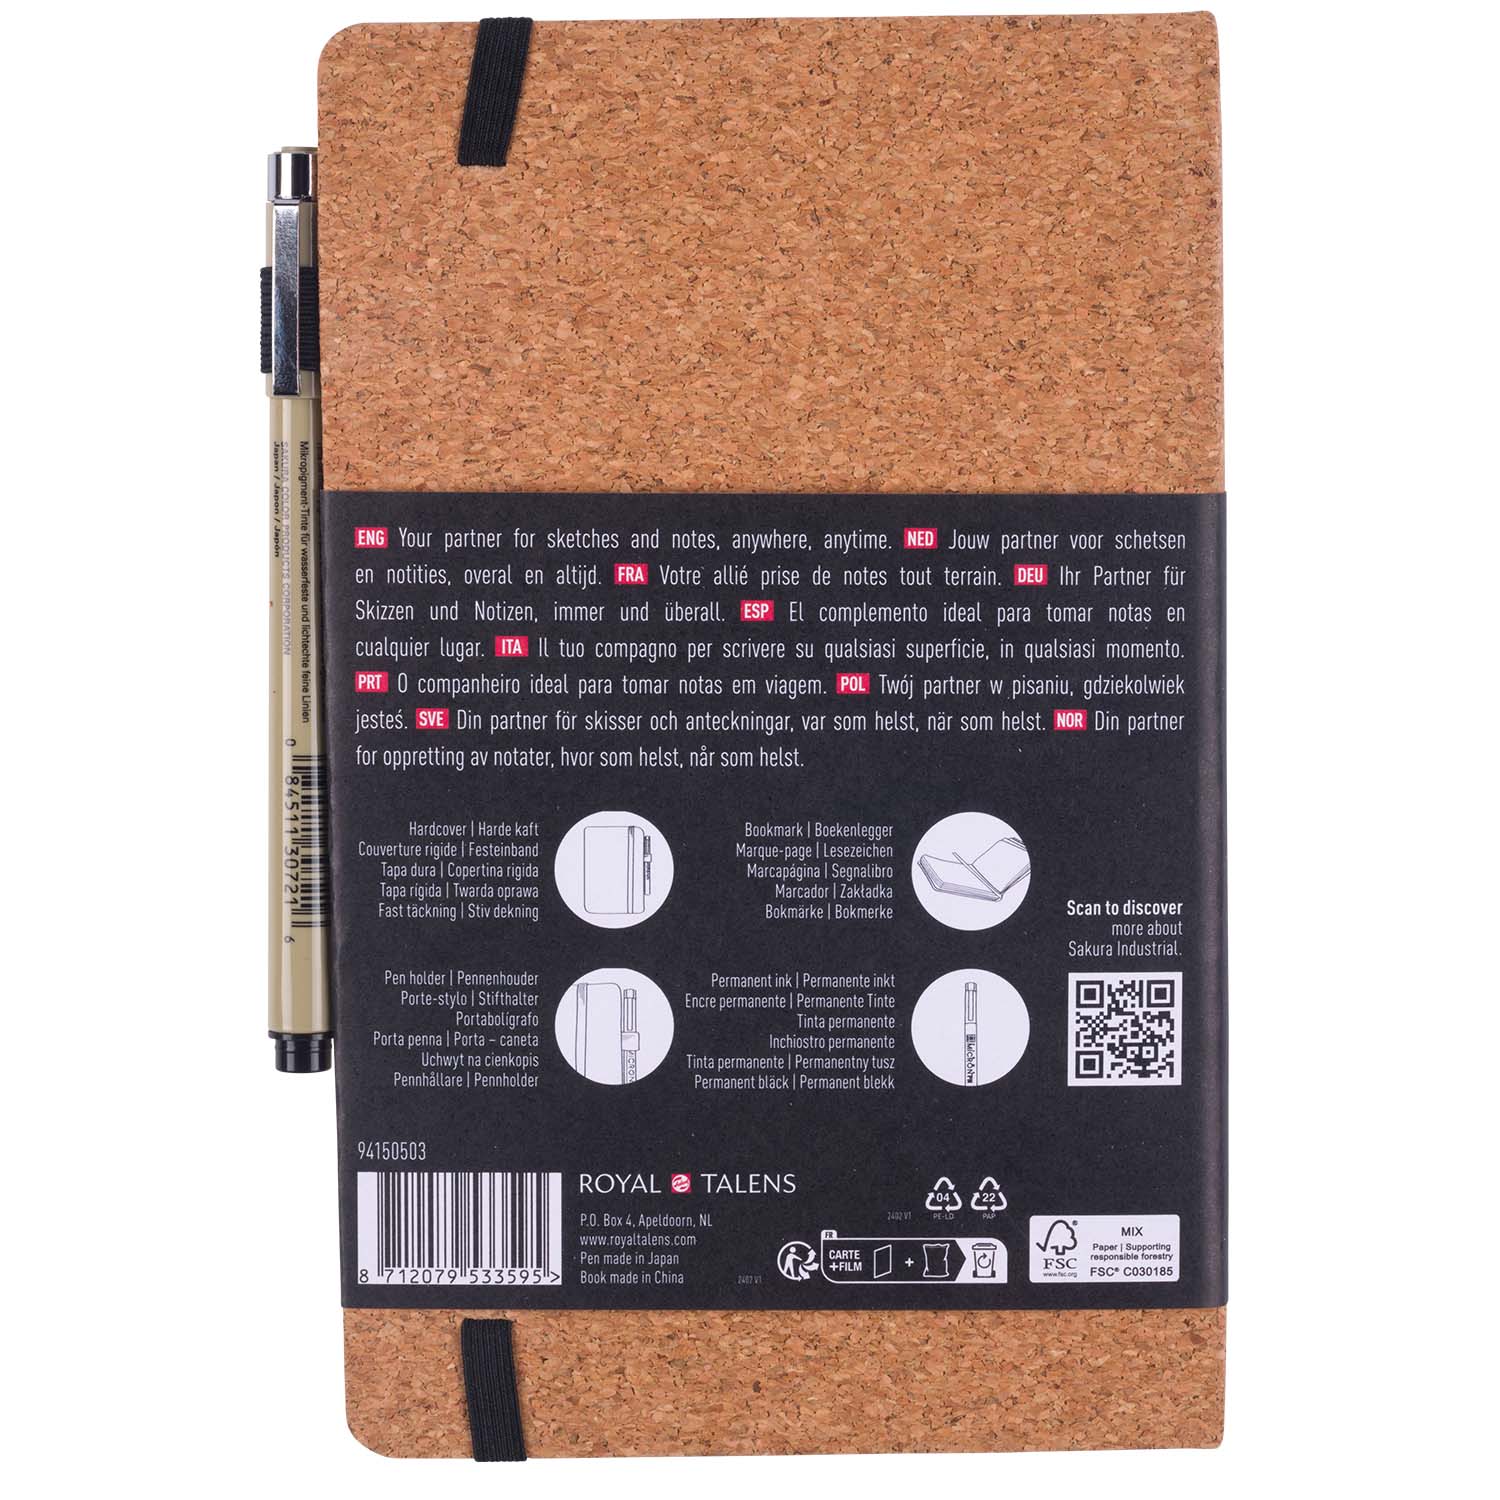 Mikropigment-Tinte für wasserfeste und lichtechte feine Linien
SAKURA COLOR PRODUCTS CORPORATION
Japan / Japon / Japón
0 84511 30721 6
ENG Your partner for sketches and notes, anywhere, anytime. NED Jouw partner voor schetsen
en notities, overal en altijd. FRA Votre allié prise de notes tout terrain. DEU Ihr Partner für
Skizzen und Notizen, immer und überall. ESP El complemento ideal para tomar notas en
cualquier lugar. ITA Il tuo compagno per scrivere su qualsiasi superficie, in qualsiasi momento.
PRT O companheiro ideal para tomar notas em viagem. POL Twój partner w pisaniu, gdziekolwiek
jesteś. SVE Din partner för skisser och anteckningar, var som helst, när som helst. NOR Din partner
for oppretting av notater, hvor som helst, når som helst.
Hardcover | Harde kaft
Couverture rigide | Festeinband
Tapa dura | Copertina rigida
Tapa rígida | Twarda oprawa
Fast täckning | Stiv dekning
Bookmark | Boekenlegger
Marque-page | Lesezeichen
Marcapágina | Segnalibro
Marcador | Zakładka
Bokmärke | Bokmerke
Scan to discover
more about
Sakura Industrial.
Pen holder | Pennenhouder
Porte-stylo | Stifthalter
Portabolígrafo
Porta penna | Porta – caneta
Uchwyt na cienkopis
Pennhållare | Pennholder
MICRON
Permanent ink | Permanente inkt
Encre permanente | Permanente Tinte
Tinta permanente
Inchiostro permanente
Tinta permanente | Permanentny tusz
Permanent bläck | Permanent blekk
MICRON
94150503
8 712079 533595 >
ROYAL TALENS
P.O. Box 4, Apeldoorn, NL
www.royaltalens.com
Pen made in Japan
Book made in China
2402 V1
2402 V1
04
PE-LD
22
PAP
FR
CARTE
+FILM
+
FSC
www.fsc.org
MIX
Paper | Supporting
responsible forestry
FSC® C030185